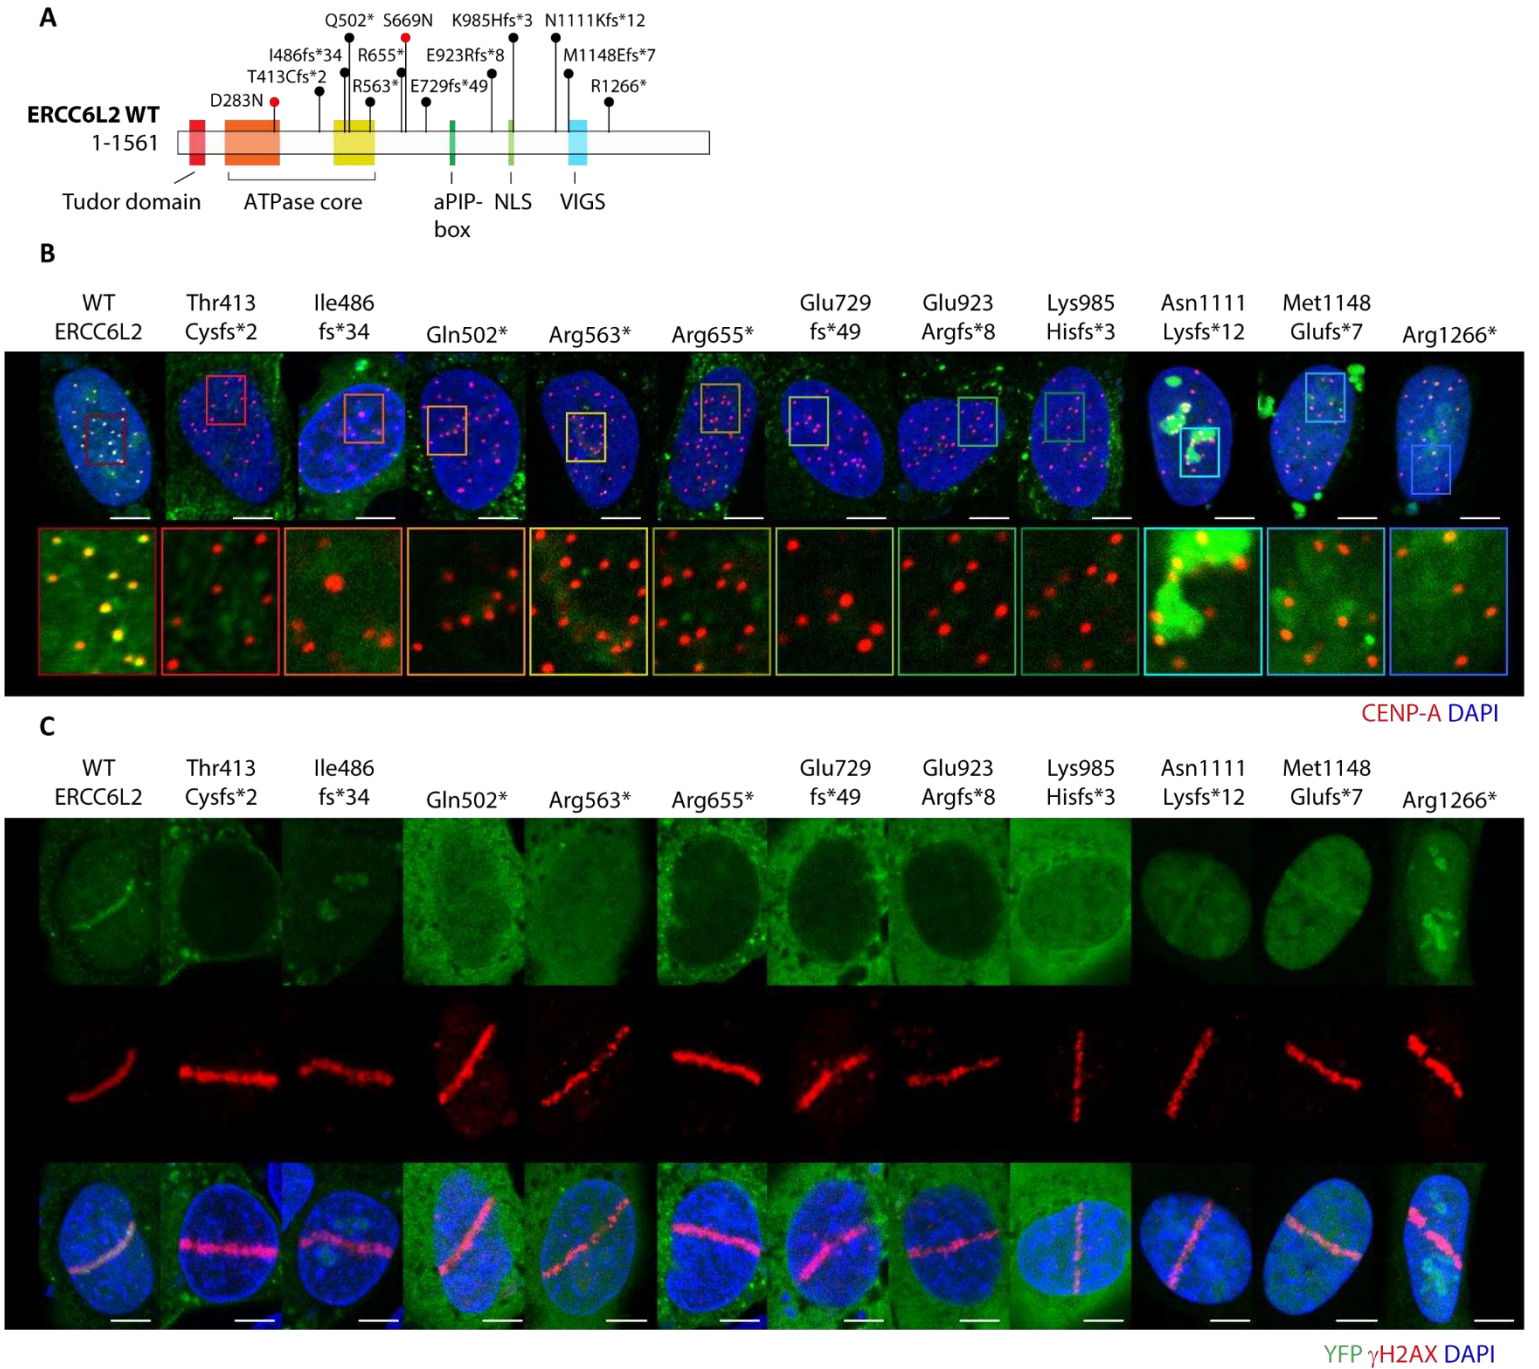 A
Q502* S669N K985Hfs*3 N1111Kfs*12
I486fs*34 R655* E923Rfs*8 M1148Efs*7
T413Cfs*2 R563* E729fs*49 R1266*
D283N
ERCC6L2 WT
1-1561
Tudor domain ATPase core aPIP- NLS VIGS
box
B
WT Thr413 Ile486 Glu729 Glu923 Lys985 Asn1111 Met1148
ERCC6L2 Cysfs*2 fs*34 Gln502* Arg563* Arg655* fs*49 Argfs*8 Hisfs*3 Lysfs*12 Glufs*7 Arg1266*
CENP-A DAPI
C
WT Thr413 Ile486 Glu729 Glu923 Lys985 Asn1111 Met1148
ERCC6L2 Cysfs*2 fs*34 Gln502* Arg563* Arg655* fs*49 Argfs*8 Hisfs*3 Lysfs*12 Glufs*7 Arg1266*
YFP γH2AX DAPI